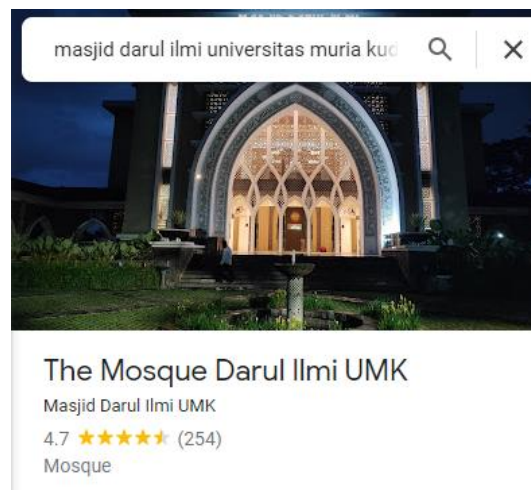 masjid darul ilmi universitas muria kud
The Mosque Darul Ilmi UMK
Masjid Darul Ilmi UMK
4.7 (254)
Mosque